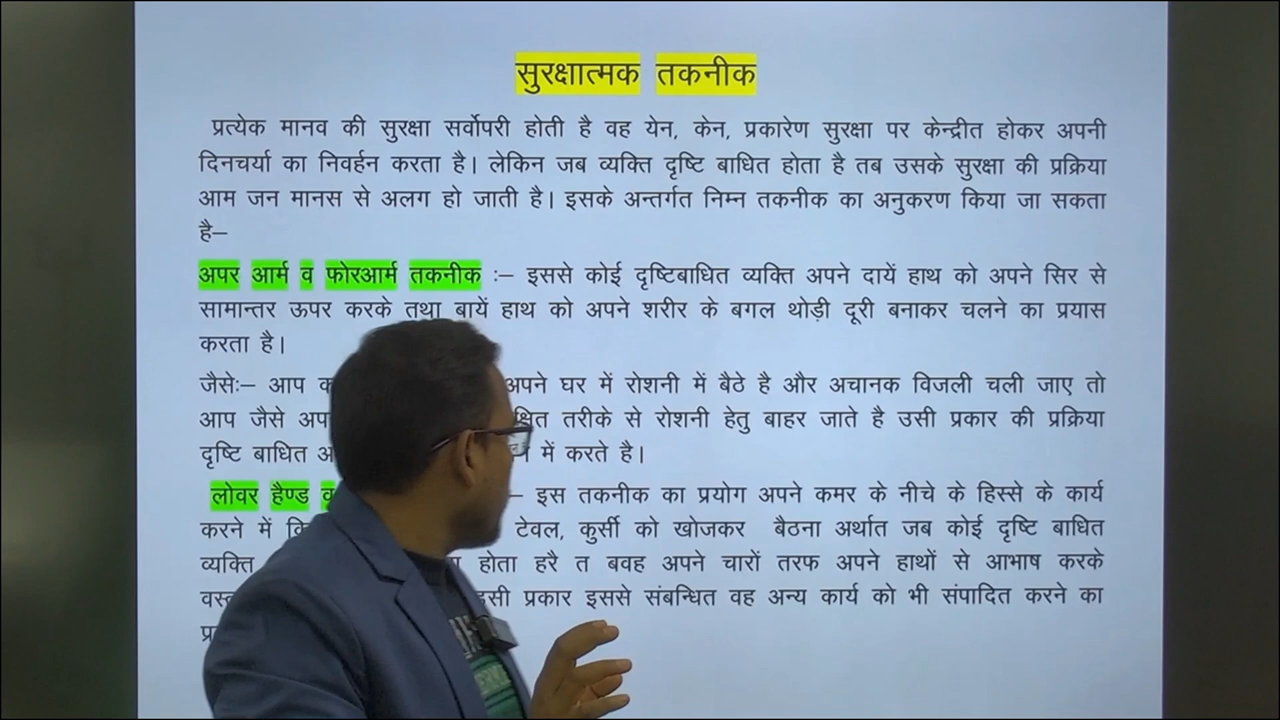 सुरक्षात्मक तकनीक
प्रत्येक मानव की सुरक्षा सर्वोपरी होती है वह येन, केन, प्रकारेण सुरक्षा पर केन्द्रीत होकर अपनी
दिनचर्या का निवर्हन करता है। लेकिन जब व्यक्ति दृष्टि बाधित होता है तब उसके सुरक्षा की प्रक्रिया
आम जन मानस से अलग हो जाती है। इसके अन्तर्गत निम्न तकनीक का अनुकरण किया जा सकता
है–
अपर आर्म व फोरआर्म तकनीक :– इससे कोई दृष्टिबाधित व्यक्ति अपने दायें हाथ को अपने सिर से
सामान्तर ऊपर करके तथा बायें हाथ को अपने शरीर के बगल थोड़ी दूरी बनाकर चलने का प्रयास
करता है।
जैसेः– आप अपने घर में रोशनी में बैठे है और अचानक विजली चली जाए तो
आप जैसे तरीके से रोशनी हेतु बाहर जाते है उसी प्रकार की प्रक्रिया
दृष्टि बाधित में करते है।
लोवर हैण्ड – इस तकनीक का प्रयोग अपने कमर के नीचे के हिस्से के कार्य
करने में टेवल, कुर्सी को खोजकर बैठना अर्थात जब कोई दृष्टि बाधित
व्यक्ति होता हरै त बवह अपने चारों तरफ अपने हाथों से आभाष करके
इसी प्रकार इससे संबन्धित वह अन्य कार्य को भी संपादित करने का